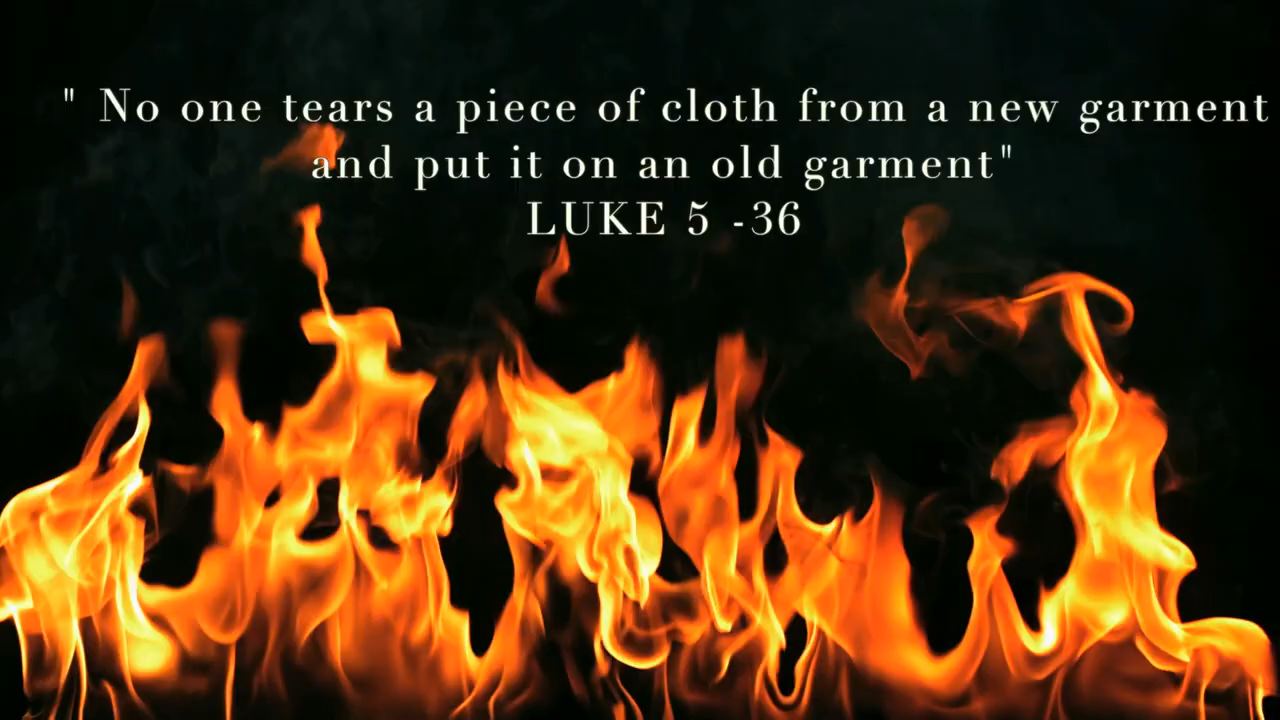 " No one tears a piece of cloth from a new garment
and put it on an old garment"
LUKE 5 -36